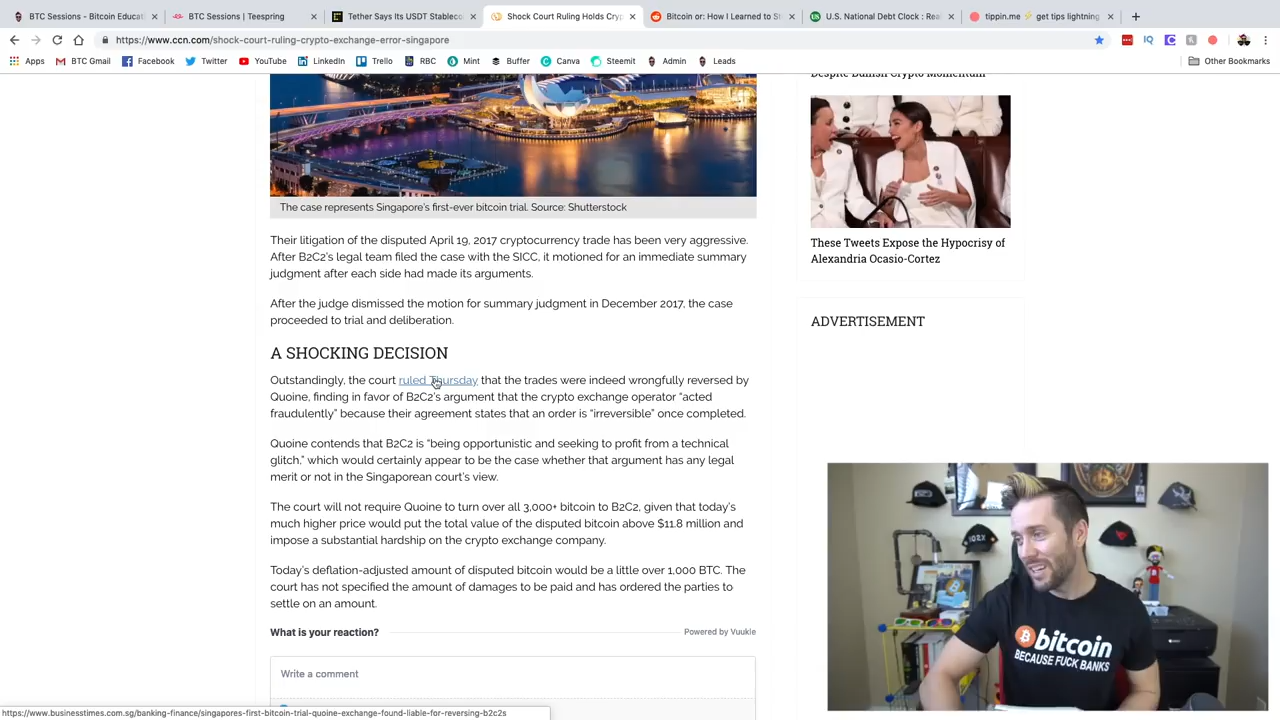 BTC Sessions - Bitcoin Educat
BTC Sessions | Teespring
Tether Says Its USDT Stableco
Shock Court Ruling Holds Cryp
Bitcoin or: How I Learned to St
U.S. National Debt Clock : Real
tippin.me ⚡ get tips lightning
https://www.ccn.com/shock-court-ruling-crypto-exchange-error-singapore
Apps
BTC Gmail
Facebook
Twitter
YouTube
LinkedIn
Trello
RBC
Mint
Buffer
Canva
Steemit
Admin
Leads
Other Bookmarks
The case represents Singapore's first-ever bitcoin trial. Source: Shutterstock
Their litigation of the disputed April 19, 2017 cryptocurrency trade has been very aggressive.
After B2C2's legal team filed the case with the SICC, it motioned for an immediate summary
judgment after each side had made its arguments.
After the judge dismissed the motion for summary judgment in December 2017, the case
proceeded to trial and deliberation.
A SHOCKING DECISION
Outstandingly, the court ruled Thursday that the trades were indeed wrongfully reversed by
Quoine, finding in favor of B2C2's argument that the crypto exchange operator "acted
fraudulently" because their agreement states that an order is "irreversible" once completed.
Quoine contends that B2C2 is "being opportunistic and seeking to profit from a technical
glitch," which would certainly appear to be the case whether that argument has any legal
merit or not in the Singaporean court's view.
The court will not require Quoine to turn over all 3,000+ bitcoin to B2C2, given that today's
much higher price would put the total value of the disputed bitcoin above $11.8 million and
impose a substantial hardship on the crypto exchange company.
Today's deflation-adjusted amount of disputed bitcoin would be a little over 1,000 BTC. The
court has not specified the amount of damages to be paid and has ordered the parties to
settle on an amount.
What is your reaction?
Powered by Vuukle
Write a comment
Despite Bullish Crypto Momentum
These Tweets Expose the Hypocrisy of
Alexandria Ocasio-Cortez
ADVERTISEMENT
bitcoin
BECAUSE FUCK BANKS
https://www.businesstimes.com.sg/banking-finance/singapores-first-bitcoin-trial-quoine-exchange-found-liable-for-reversing-b2c2s